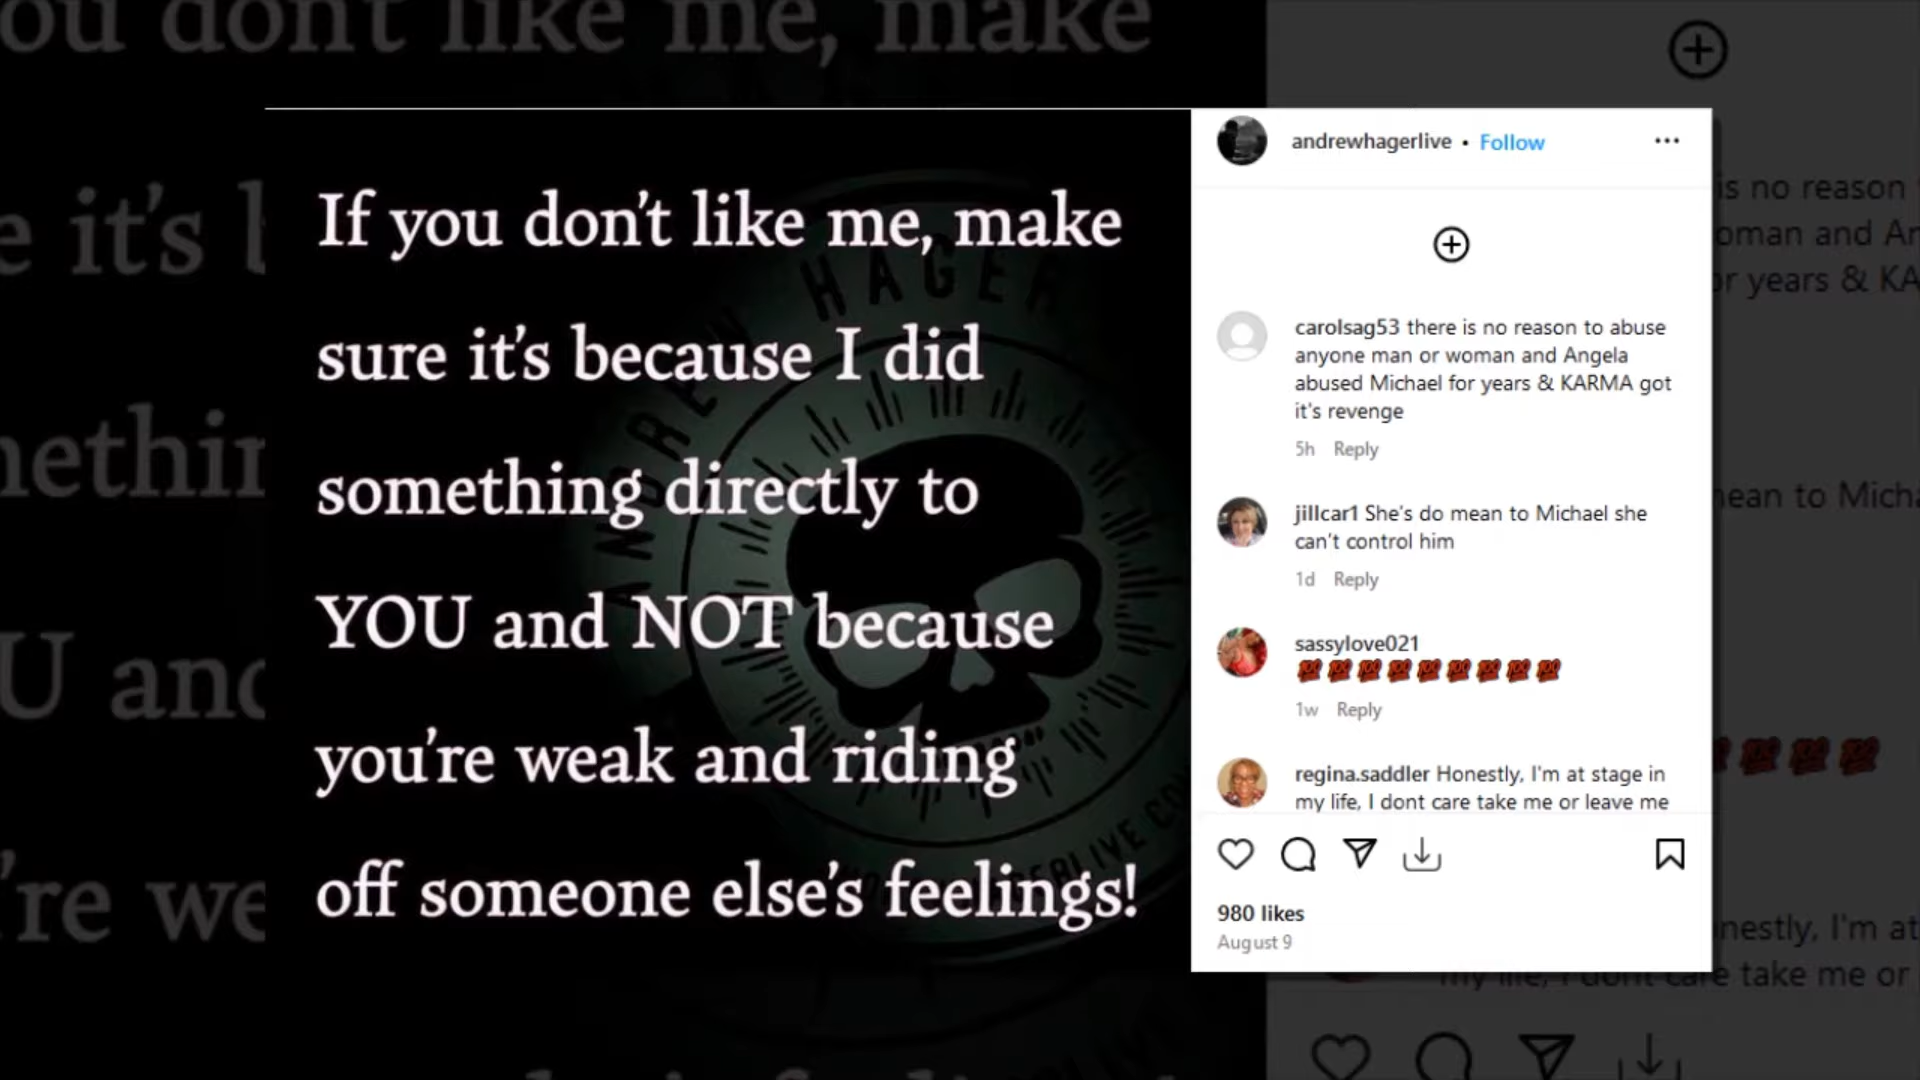 If you don't like me, make
sure it's because I did
something directly to
YOU and NOT because
you're weak and riding
off someone else's feelings!
ANDREW HAGER
andrewhagerlive • Follow
carolsag53 there is no reason to abuse
anyone man or woman and Angela
abused Michael for years & KARMA got
it's revenge
5h Reply
jillcar1 She's do mean to Michael she
can't control him
1d Reply
sassylove021
💯💯💯💯💯💯💯💯💯
1w Reply
regina.saddler Honestly, I'm at stage in
my life, I dont care take me or leave me
980 likes
August 9